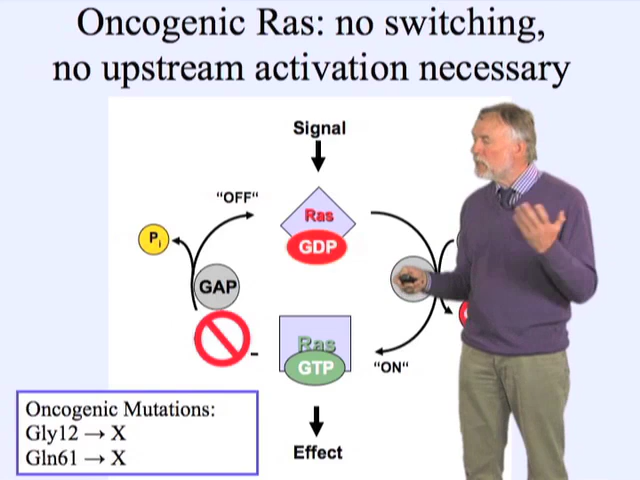 Oncogenic Ras: no switching,
no upstream activation necessary
Signal
"OFF"
Ras
GDP
Pi
GAP
Ras
GTP
"ON"
Effect
Oncogenic Mutations:
Gly12 → X
Gln61 → X